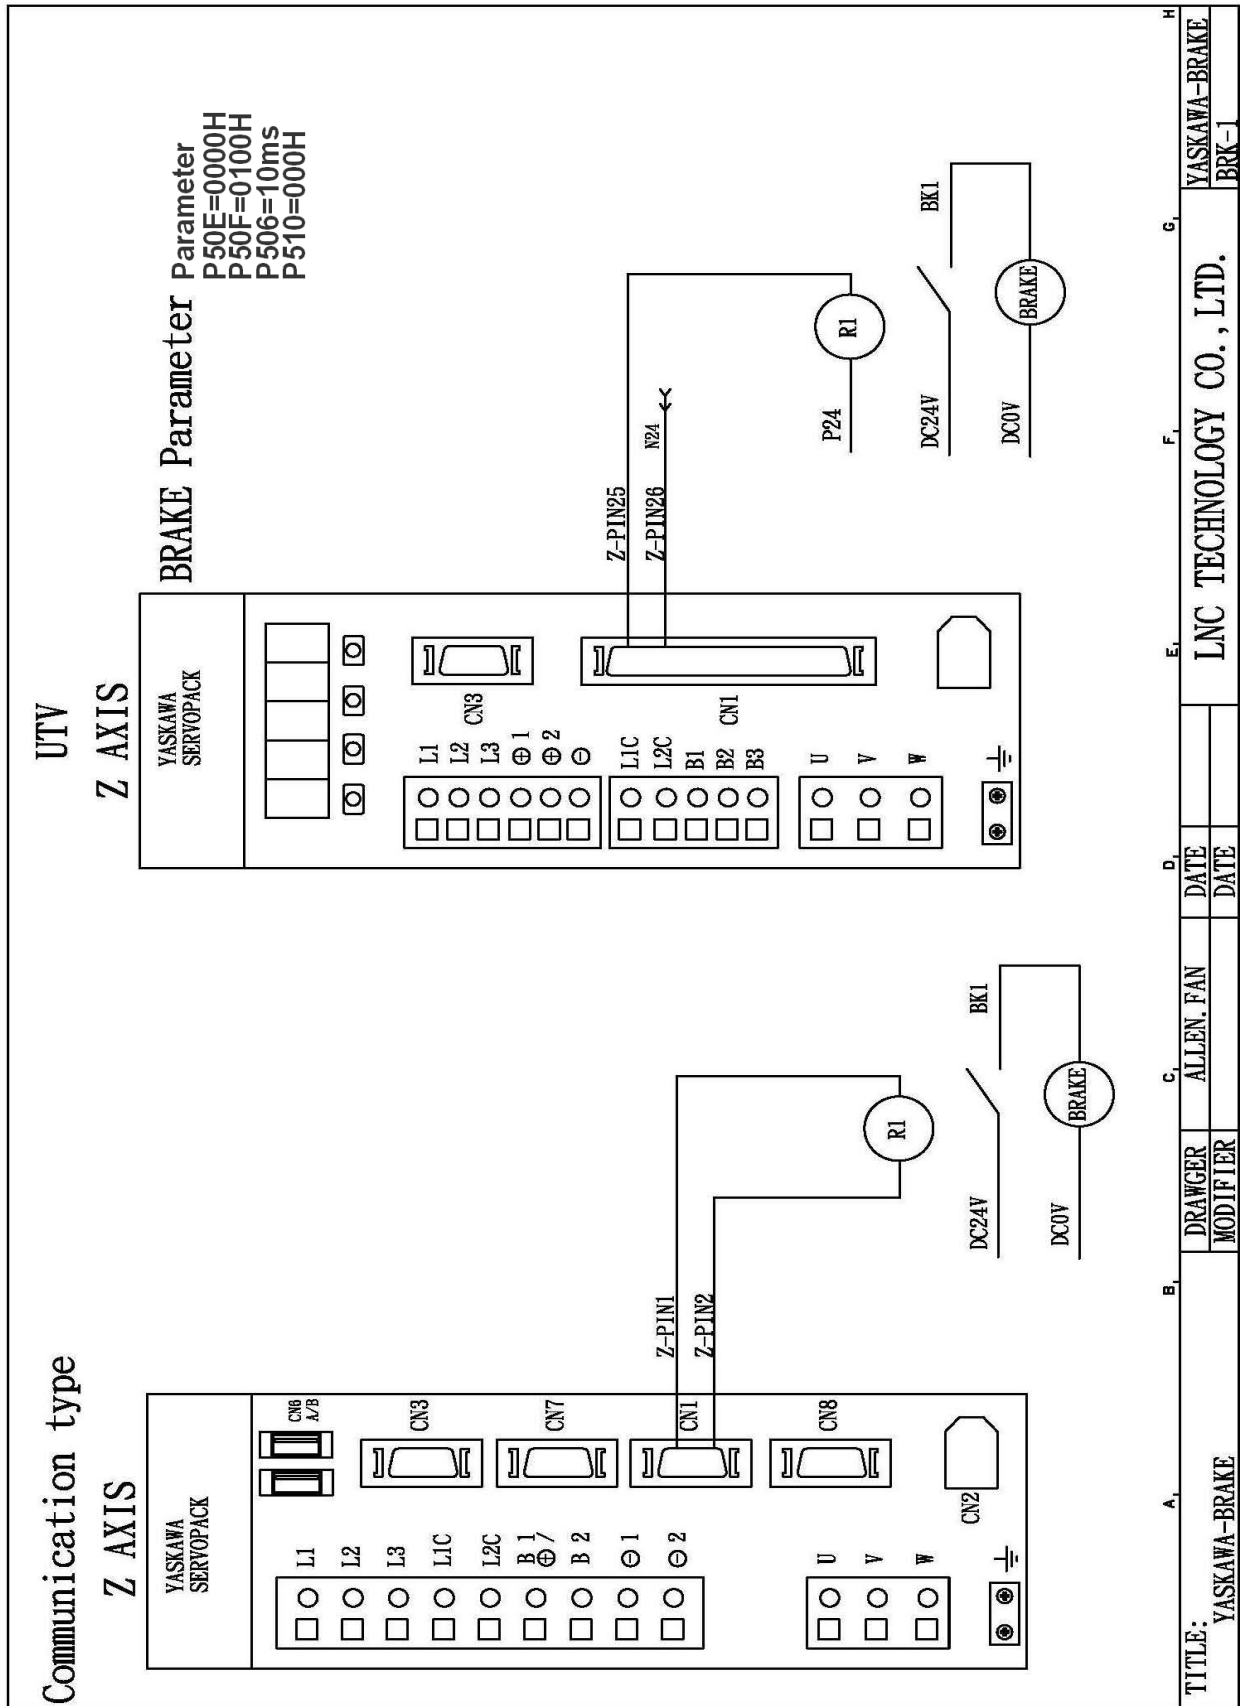 Communication type
Z AXIS
YASKAWA
SERVOPACK
CN6
A/B
CN3
CN7
CN1
CN8
CN2
L1
L2
L3
L1C
L2C
B 1
⊕ /
B 2
⊖ 1
⊖ 2
U
V
W
Z-PIN1
Z-PIN2
R1
DC24V
BK1
DC0V
BRAKE
UTV
Z AXIS
YASKAWA
SERVOPACK
BRAKE Parameter
Parameter
P50E=0000H
P50F=0100H
P506=10ms
P510=000H
CN3
CN1
L1
L2
L3
⊕ 1
⊕ 2
⊖
L1C
L2C
B1
B2
B3
U
V
W
Z-PIN25
Z-PIN26
N24
P24
R1
DC24V
BK1
DC0V
BRAKE
A
B
C
D
E
F
G
H
TITLE:
YASKAWA-BRAKE
DRAWGER
ALLEN.FAN
DATE
MODIFIER
DATE
LNC TECHNOLOGY CO.,LTD.
YASKAWA-BRAKE
BRK-1